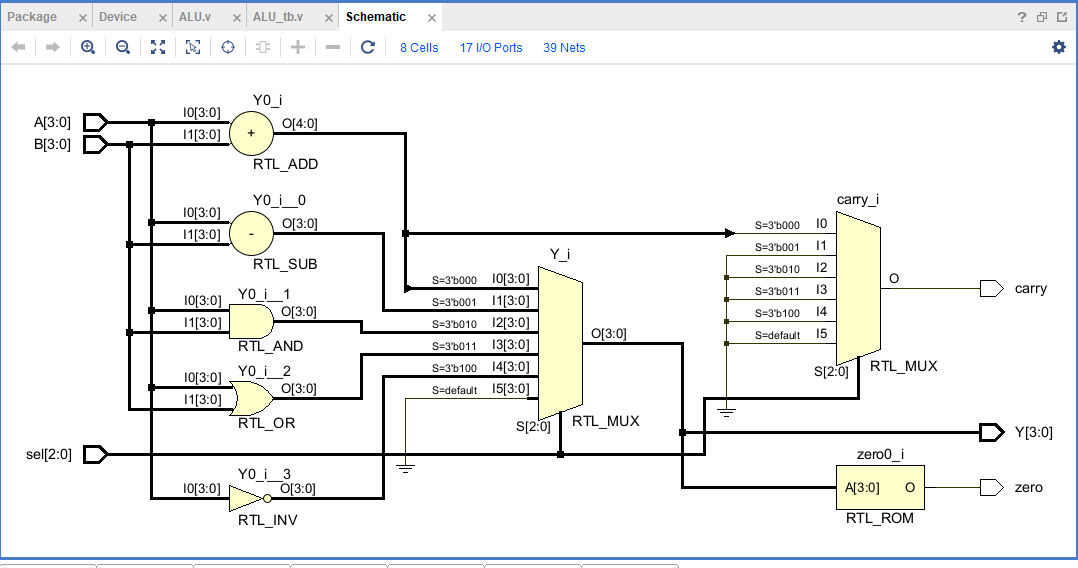 Package × Device × ALU.v × ALU_tb.v × Schematic ×
8 Cells 17 I/O Ports 39 Nets
A[3:0]
B[3:0]
sel[2:0]
Y0_i
I0[3:0]
I1[3:0]
+
O[4:0]
RTL_ADD
Y0_i__0
I0[3:0]
I1[3:0]
-
O[3:0]
RTL_SUB
Y0_i__1
I0[3:0]
I1[3:0]
O[3:0]
RTL_AND
Y0_i__2
I0[3:0]
I1[3:0]
O[3:0]
RTL_OR
Y0_i__3
I0[3:0]
O[3:0]
RTL_INV
Y_i
S=3'b000 I0[3:0]
S=3'b001 I1[3:0]
S=3'b010 I2[3:0]
S=3'b011 I3[3:0]
S=3'b100 I4[3:0]
S=default I5[3:0]
S[2:0]
O[3:0]
RTL_MUX
carry_i
S=3'b000 I0
S=3'b001 I1
S=3'b010 I2
S=3'b011 I3
S=3'b100 I4
S=default I5
S[2:0]
O
RTL_MUX
carry
Y[3:0]
zero0_i
A[3:0] O
RTL_ROM
zero